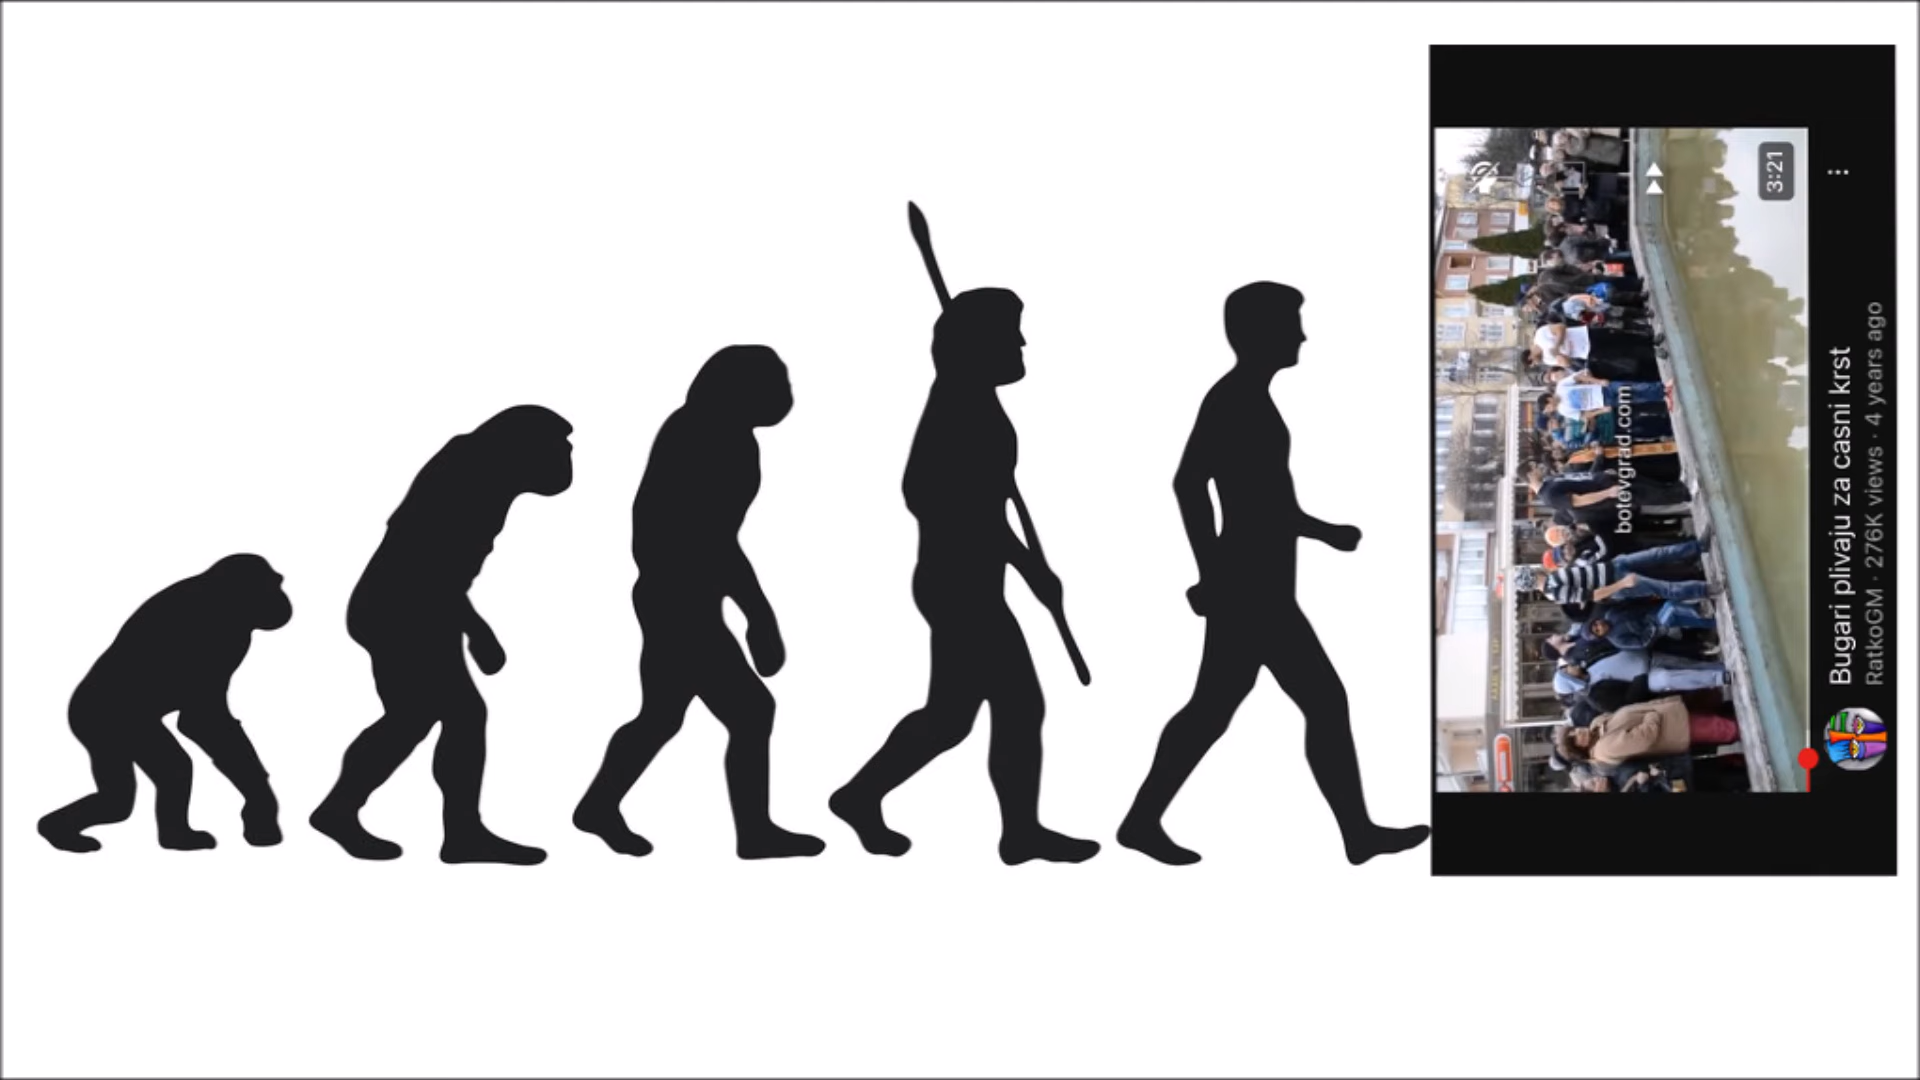 3:21
botevgrad.com
Bugari plivaju za casni krst
RatkoGM · 276K views · 4 years ago